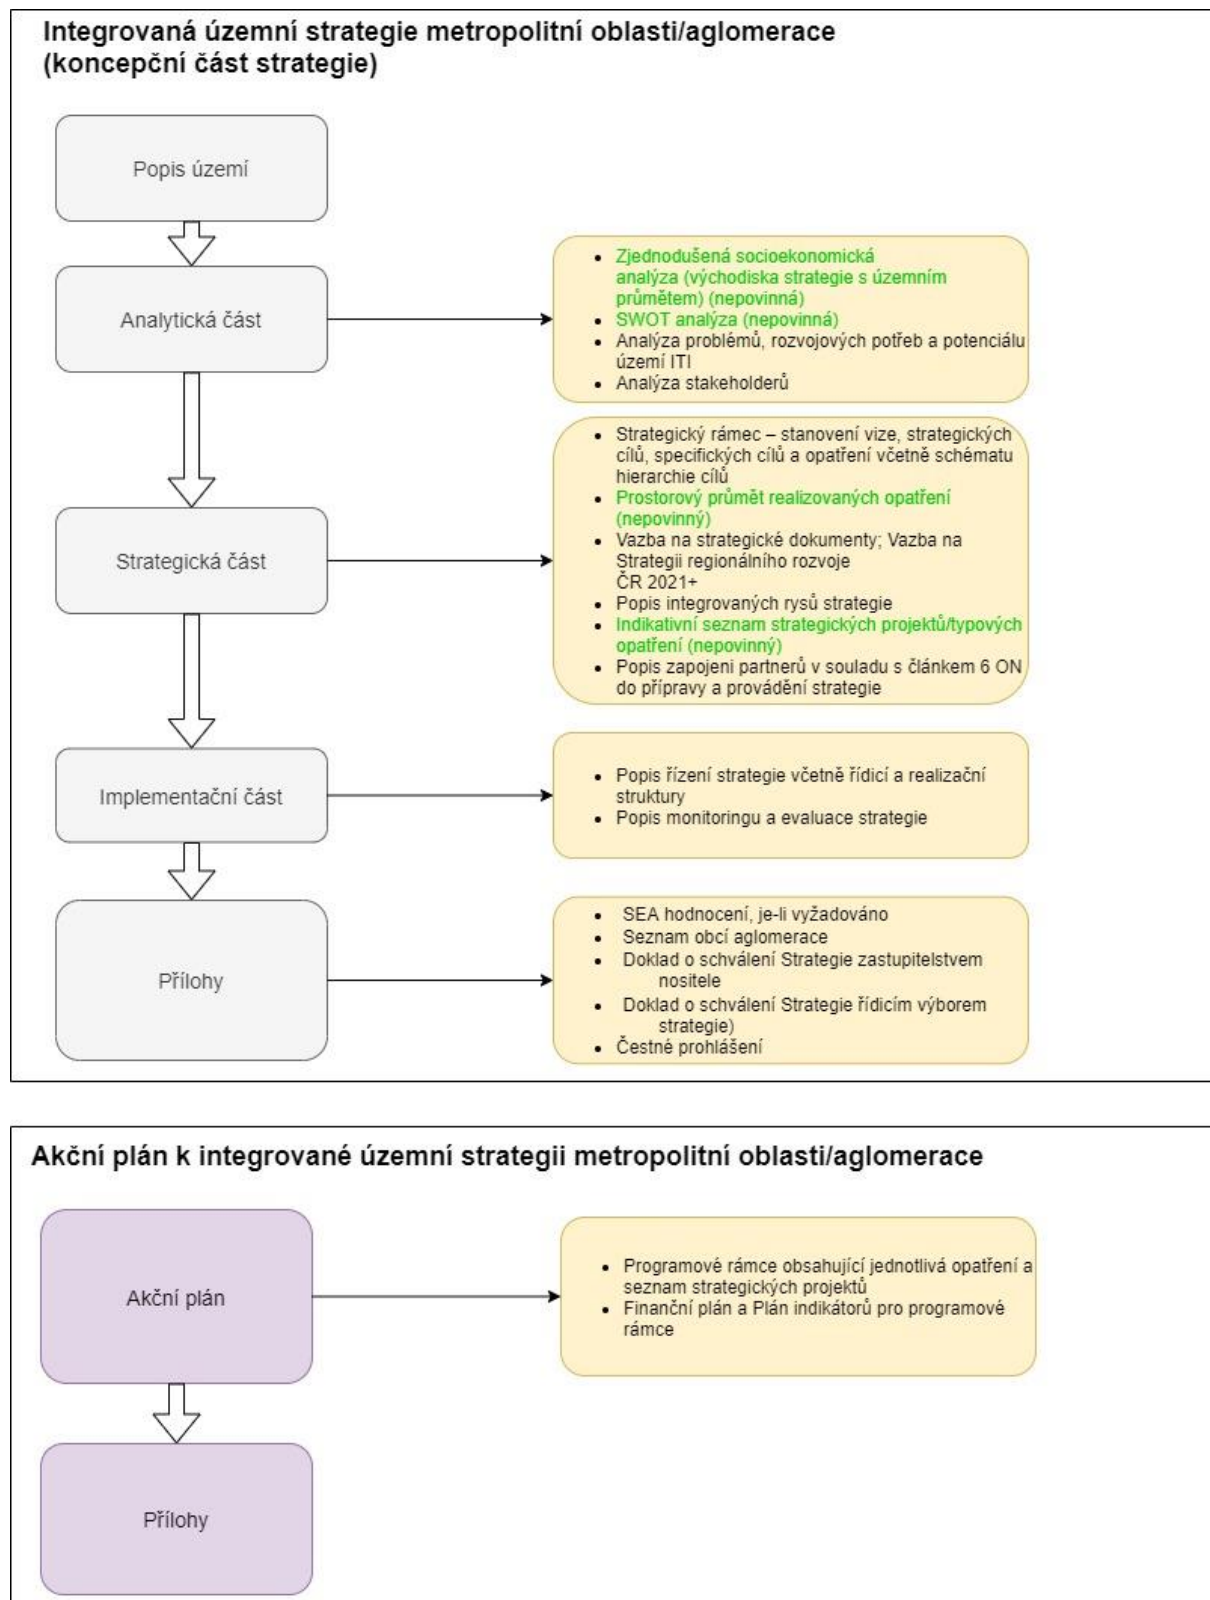 Integrovaná územní strategie metropolitní oblasti/aglomerace
(koncepční část strategie)
Popis území
Analytická část
• Zjednodušená socioekonomická
analýza (východiska strategie s územním
průmětem) (nepovinná)
• SWOT analýza (nepovinná)
• Analýza problémů, rozvojových potřeb a potenciálu
území ITI
• Analýza stakeholderů
Strategická část
• Strategický rámec – stanovení vize, strategických
cílů, specifických cílů a opatření včetně schématu
hierarchie cílů
• Prostorový průmět realizovaných opatření
(nepovinný)
• Vazba na strategické dokumenty; Vazba na
Strategii regionálního rozvoje
ČR 2021+
• Popis integrovaných rysů strategie
• Indikativní seznam strategických projektů/typových
opatření (nepovinný)
• Popis zapojeni partnerů v souladu s článkem 6 ON
do přípravy a provádění strategie
Implementační část
• Popis řízení strategie včetně řídicí a realizační
struktury
• Popis monitoringu a evaluace strategie
Přílohy
• SEA hodnocení, je-li vyžadováno
• Seznam obcí aglomerace
• Doklad o schválení Strategie zastupitelstvem
nositele
• Doklad o schválení Strategie řídicím výborem
strategie)
• Čestné prohlášení
Akční plán k integrované územní strategii metropolitní oblasti/aglomerace
Akční plán
• Programové rámce obsahující jednotlivá opatření a
seznam strategických projektů
• Finanční plán a Plán indikátorů pro programové
rámce
Přílohy